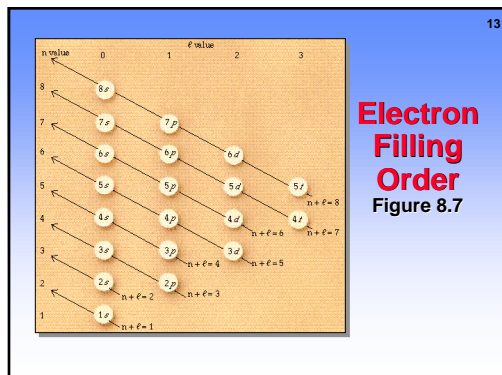 13
ℓ value
n value 0 1 2 3
8 8s
7 7s 7p
6 6s 6p 6d
5 5s 5p 5d 5f
n + ℓ = 8
4 4s 4p 4d 4f
n + ℓ = 6 n + ℓ = 7
3 3s 3p 3d
n + ℓ = 4 n + ℓ = 5
2 2s 2p
n + ℓ = 2 n + ℓ = 3
1 1s
n + ℓ = 1
Electron
Filling
Order
Figure 8.7